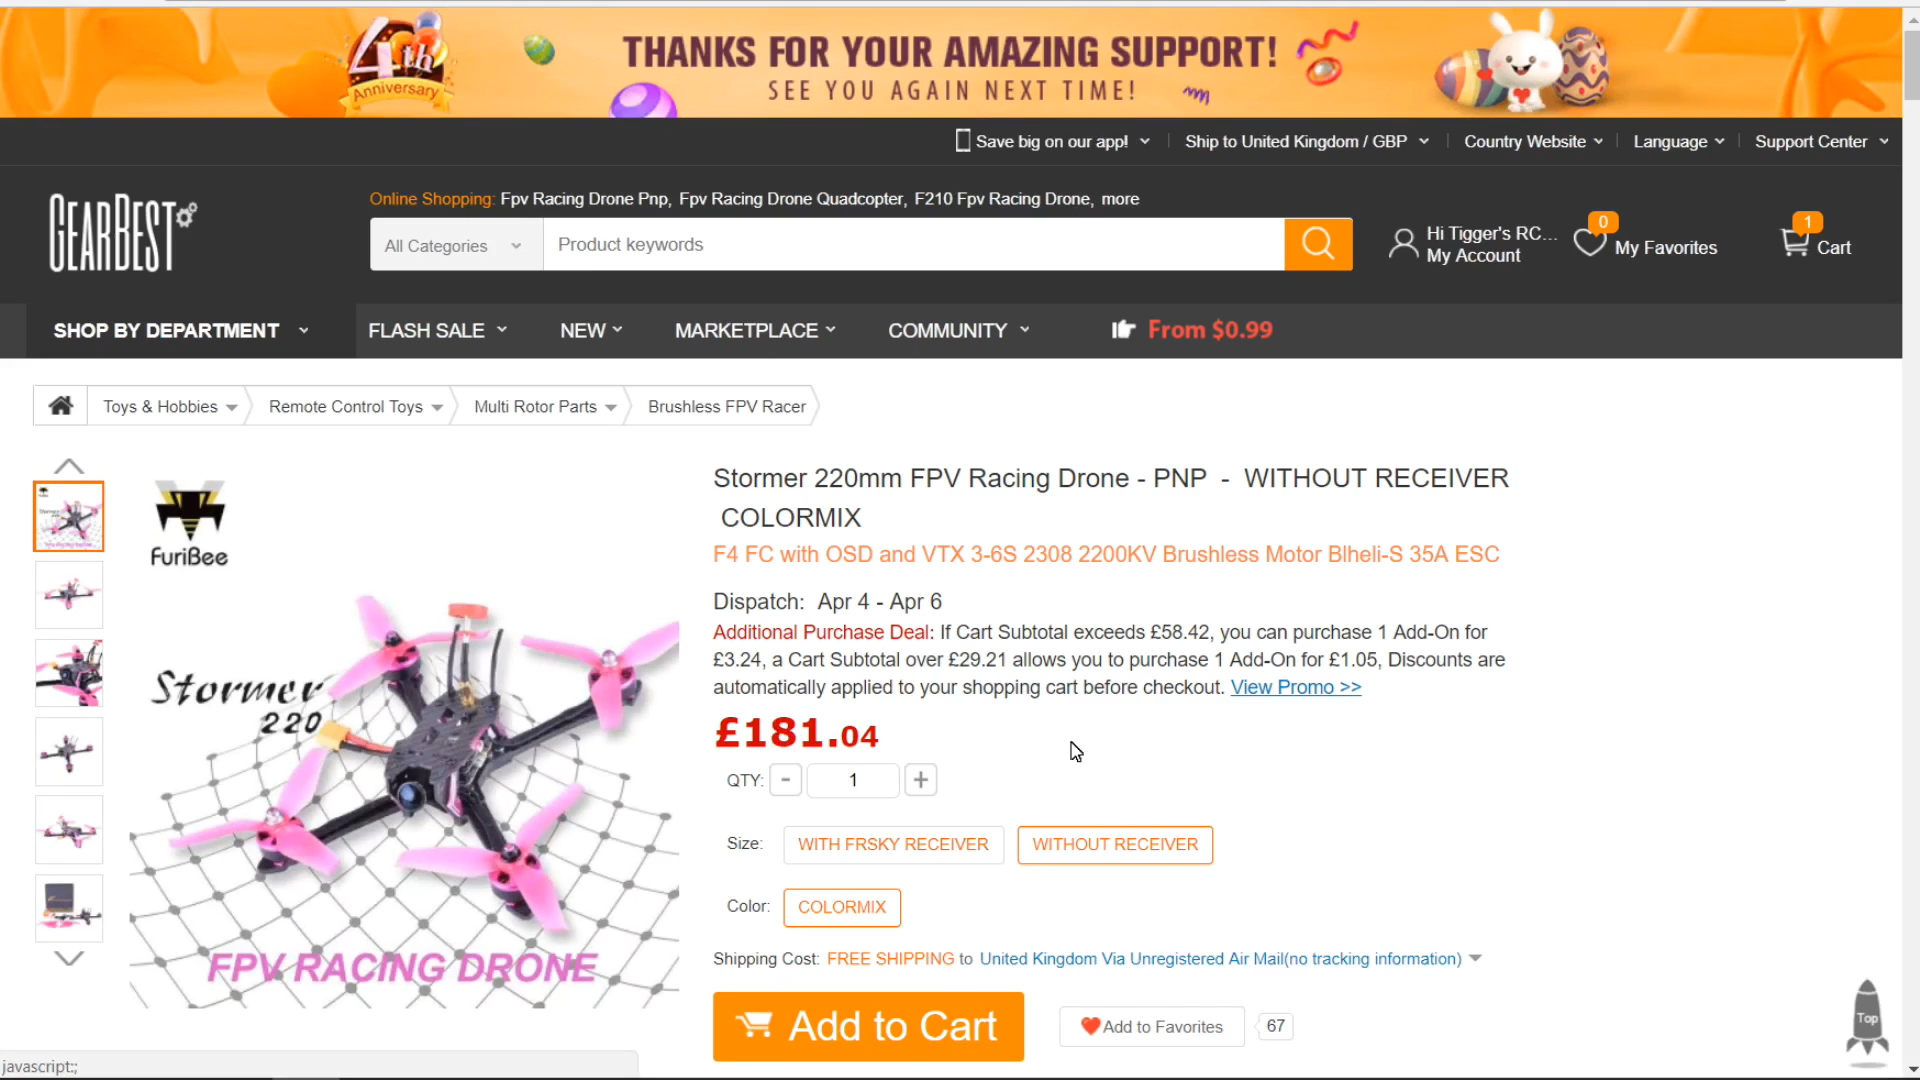 4th
Anniversary
THANKS FOR YOUR AMAZING SUPPORT!
SEE YOU AGAIN NEXT TIME!
Save big on our app!
Ship to United Kingdom / GBP
Country Website
Language
Support Center
GEARBEST
Online Shopping: Fpv Racing Drone Pnp, Fpv Racing Drone Quadcopter, F210 Fpv Racing Drone, more
All Categories
Product keywords
Hi Tigger's RC...
My Account
0
My Favorites
1
Cart
SHOP BY DEPARTMENT
FLASH SALE
NEW
MARKETPLACE
COMMUNITY
From $0.99
Toys & Hobbies
Remote Control Toys
Multi Rotor Parts
Brushless FPV Racer
FuriBee
Stormer
220
FPV RACING DRONE
Stormer 220mm FPV Racing Drone - PNP - WITHOUT RECEIVER
COLORMIX
F4 FC with OSD and VTX 3-6S 2308 2200KV Brushless Motor Blheli-S 35A ESC
Dispatch: Apr 4 - Apr 6
Additional Purchase Deal: If Cart Subtotal exceeds £58.42, you can purchase 1 Add-On for
£3.24, a Cart Subtotal over £29.21 allows you to purchase 1 Add-On for £1.05, Discounts are
automatically applied to your shopping cart before checkout. View Promo >>
£181.04
QTY: - 1 +
Size: WITH FRSKY RECEIVER WITHOUT RECEIVER
Color: COLORMIX
Shipping Cost: FREE SHIPPING to United Kingdom Via Unregistered Air Mail(no tracking information)
Add to Cart
Add to Favorites
67
Top
javascript:;